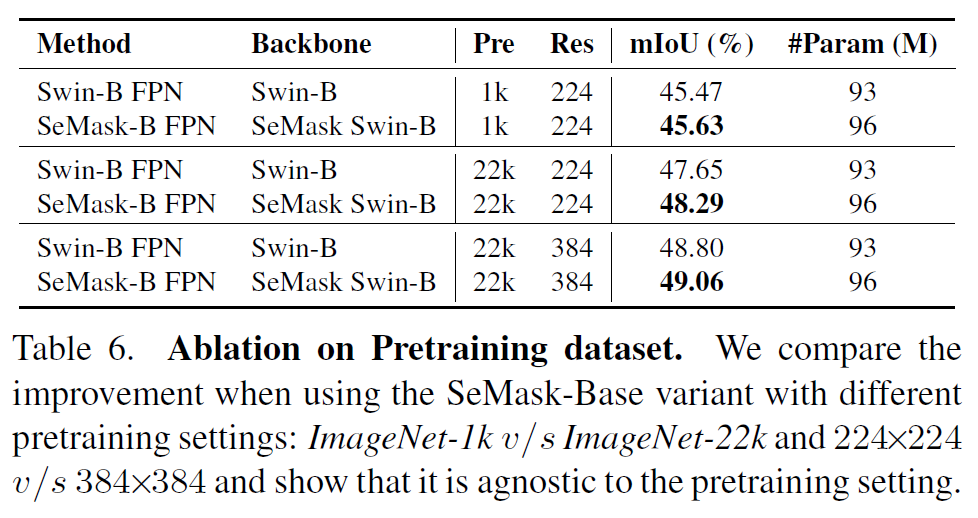 Method Backbone Pre Res mIoU (%) #Param (M)
Swin-B FPN Swin-B 1k 224 45.47 93
SeMask-B FPN SeMask Swin-B 1k 224 45.63 96
Swin-B FPN Swin-B 22k 224 47.65 93
SeMask-B FPN SeMask Swin-B 22k 224 48.29 96
Swin-B FPN Swin-B 22k 384 48.80 93
SeMask-B FPN SeMask Swin-B 22k 384 49.06 96
Table 6. Ablation on Pretraining dataset. We compare the
improvement when using the SeMask-Base variant with different
pretraining settings: ImageNet-1k v/s ImageNet-22k and 224×224
v/s 384×384 and show that it is agnostic to the pretraining setting.